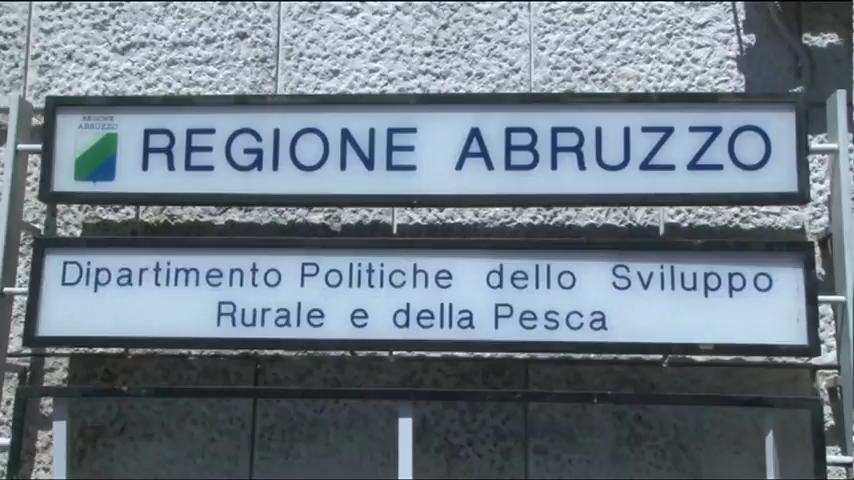 REGIONE
ABRUZZO
REGIONE ABRUZZO
Dipartimento Politiche dello Sviluppo
Rurale e della Pesca